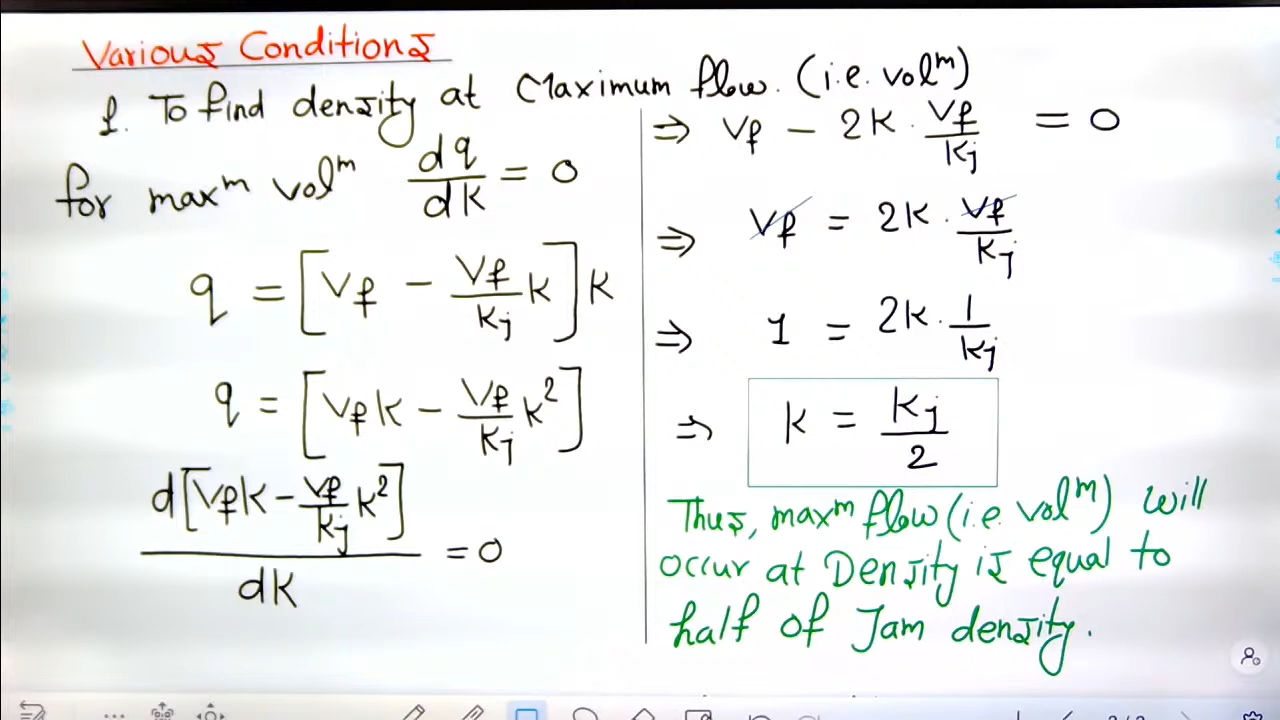 Various Conditions
1. To find density at Maximum flow. (i.e. volᵐ)
for maxᵐ volᵐ dq/dk = 0
q = [Vf − Vf/Kj K] K
q = [Vf K − Vf/Kj K²]
d[Vf K − Vf/Kj K²]/dK = 0
⇒ Vf − 2K · Vf/Kj = 0
⇒ Vf = 2K · Vf/Kj
⇒ 1 = 2K · 1/Kj
⇒ K = Kj/2
Thus, maxᵐ flow (i.e. volᵐ) will
occur at Density is equal to
half of Jam density.